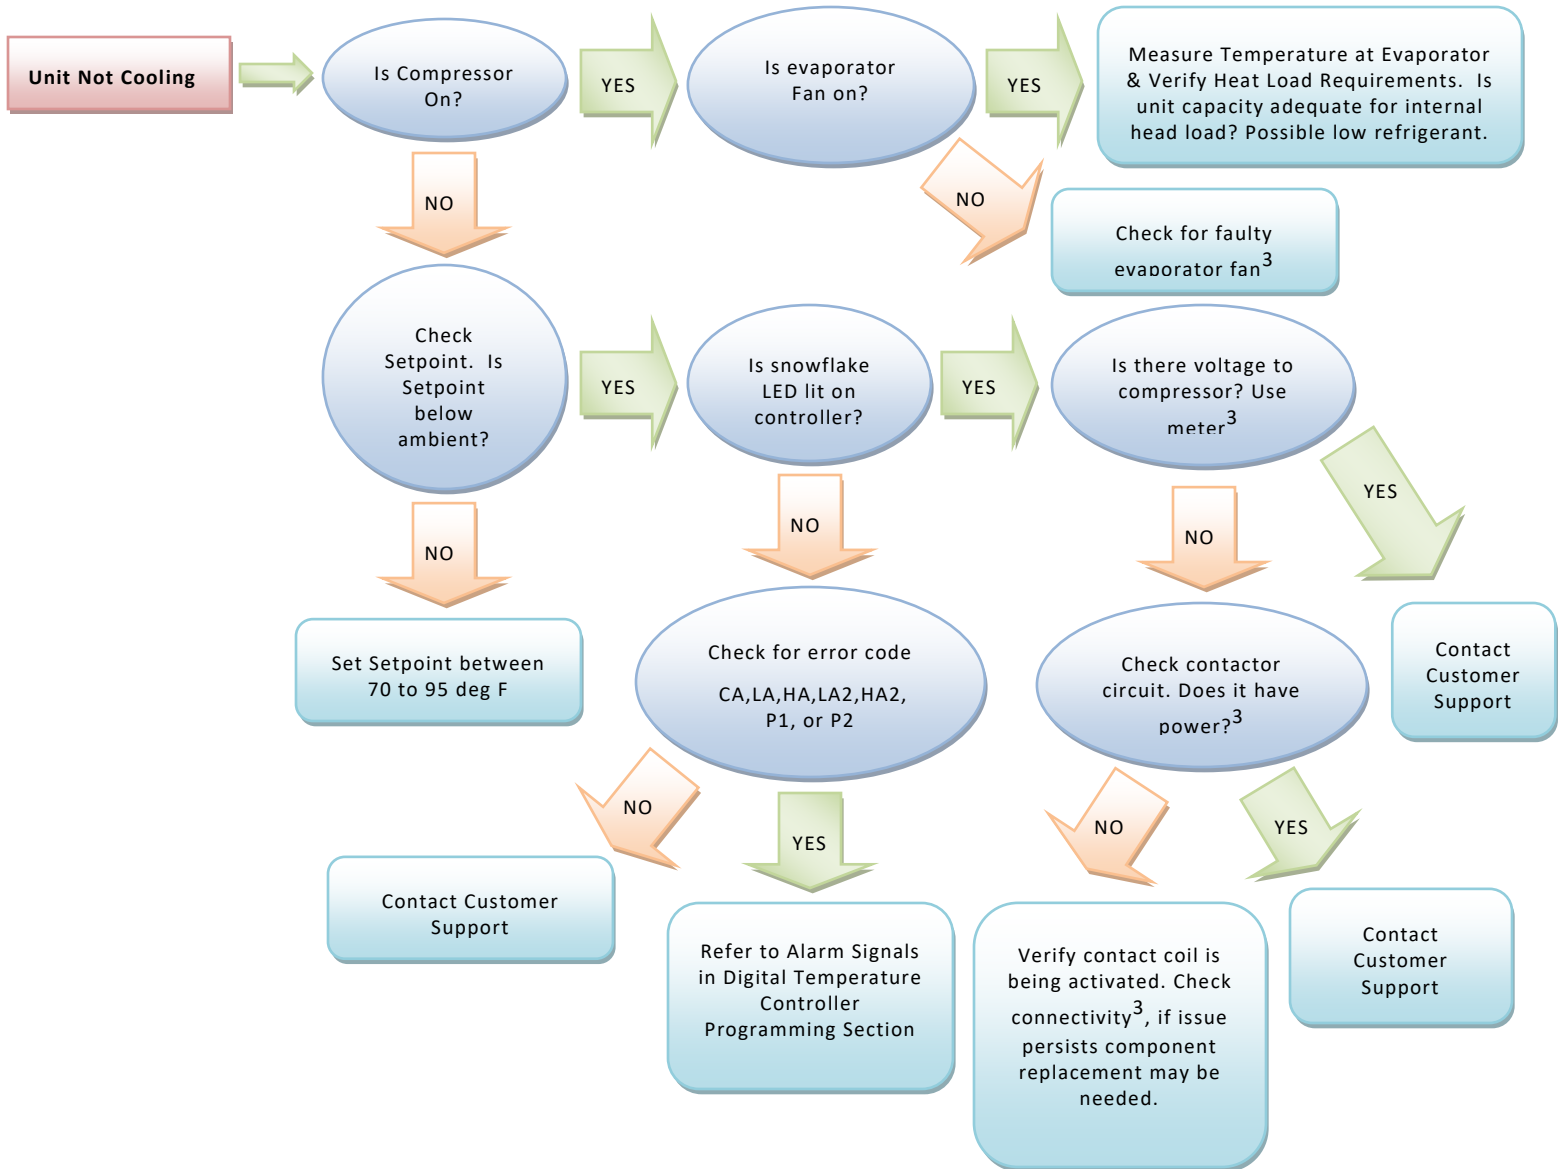 Unit Not Cooling
Is Compressor
On?
YES
Is evaporator
Fan on?
YES
Measure Temperature at Evaporator
& Verify Heat Load Requirements.  Is
unit capacity adequate for internal
head load? Possible low refrigerant.
NO
NO
Check for faulty
evaporator fan3
Check
Setpoint.  Is
Setpoint
below
ambient?
YES
Is snowflake
LED lit on
controller?
YES
Is there voltage to
compressor? Use
meter3
YES
NO
NO
NO
Set Setpoint between
70 to 95 deg F
Check for error code
CA,LA,HA,LA2,HA2,
P1, or P2
Check contactor
circuit. Does it have
power?3
Contact
Customer
Support
NO
YES
NO
YES
Contact Customer
Support
Refer to Alarm Signals
in Digital Temperature
Controller
Programming Section
Verify contact coil is
being activated. Check
connectivity3, if issue
persists component
replacement may be
needed.
Contact
Customer
Support